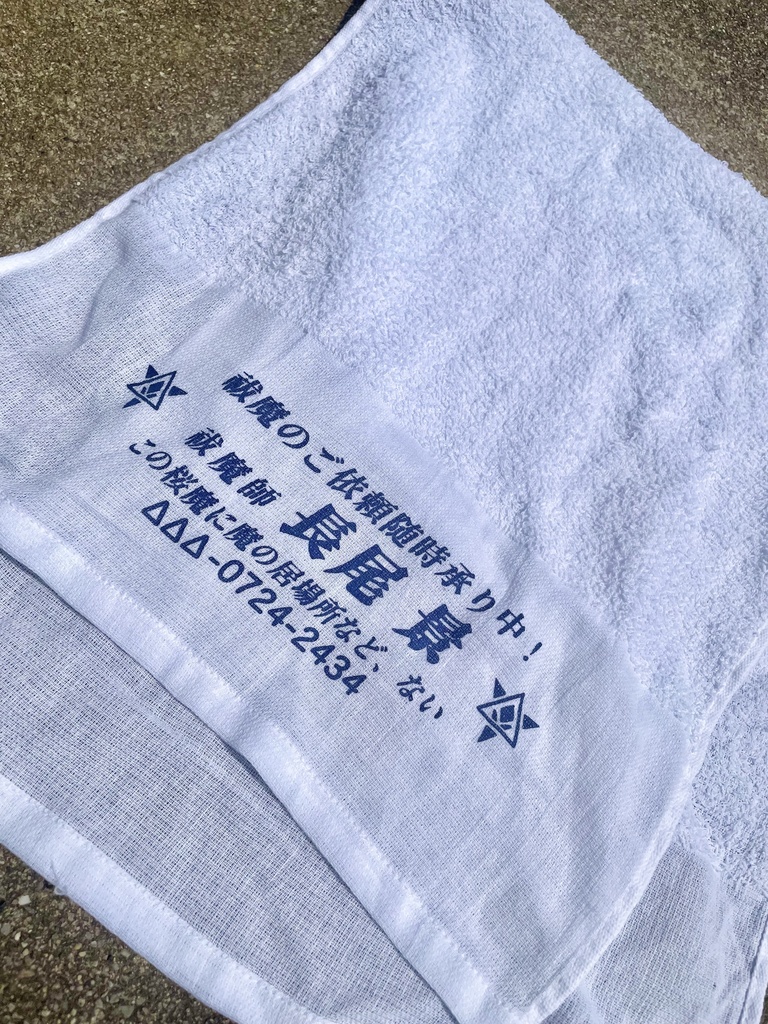 祓魔のご依頼随時承り中！
祓魔師 長尾 景
この桜魔に魔の居場所など、ない
△△△-0724-2434